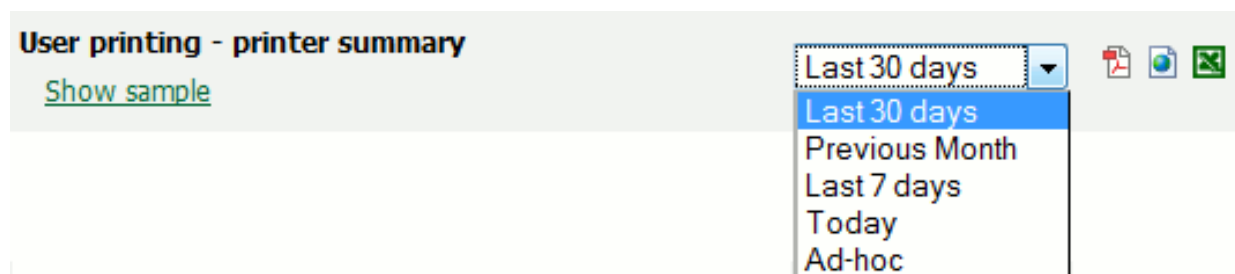 User printing - printer summary
Show sample
Last 30 days
Last 30 days
Previous Month
Last 7 days
Today
Ad-hoc